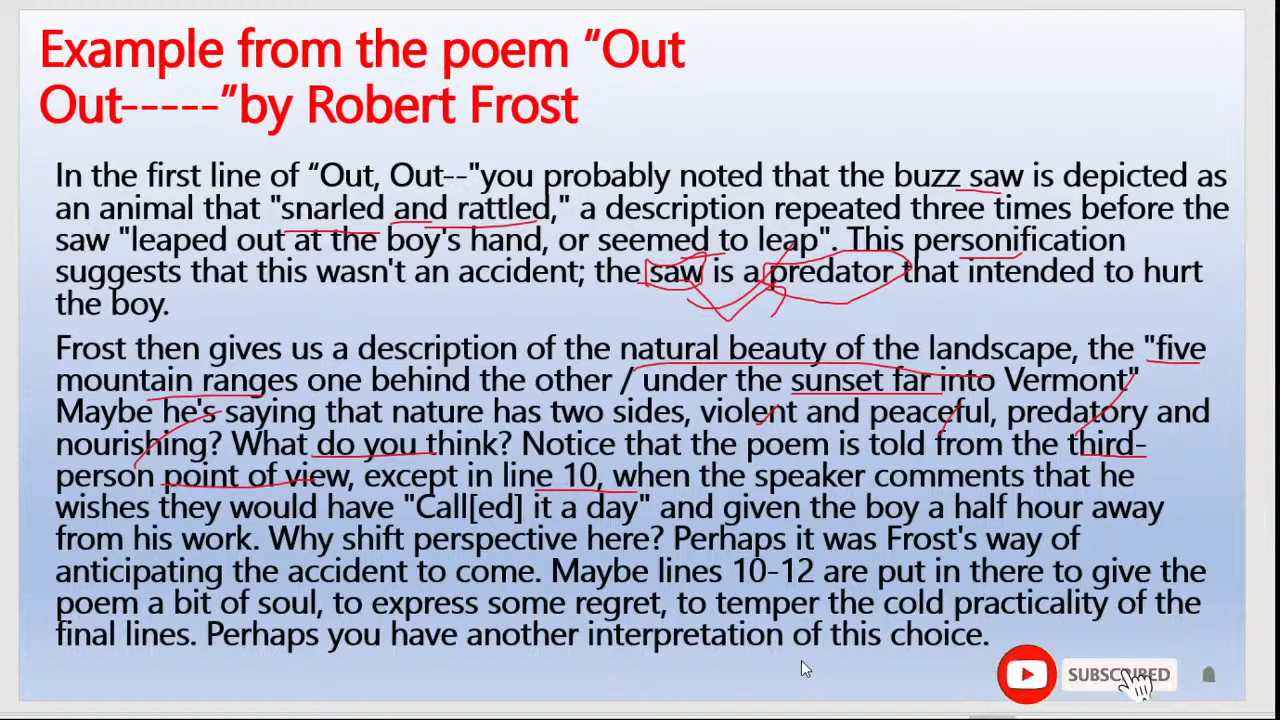 Example from the poem “Out
Out-----”by Robert Frost
In the first line of “Out, Out--"you probably noted that the buzz saw is depicted as
an animal that "snarled and rattled," a description repeated three times before the
saw "leaped out at the boy's hand, or seemed to leap". This personification
suggests that this wasn't an accident; the saw is a predator that intended to hurt
the boy.
Frost then gives us a description of the natural beauty of the landscape, the "five
mountain ranges one behind the other / under the sunset far into Vermont"
Maybe he's saying that nature has two sides, violent and peaceful, predatory and
nourishing? What do you think? Notice that the poem is told from the third-
person point of view, except in line 10, when the speaker comments that he
wishes they would have "Call[ed] it a day" and given the boy a half hour away
from his work. Why shift perspective here? Perhaps it was Frost's way of
anticipating the accident to come. Maybe lines 10-12 are put in there to give the
poem a bit of soul, to express some regret, to temper the cold practicality of the
final lines. Perhaps you have another interpretation of this choice.
SUBSCRIBED